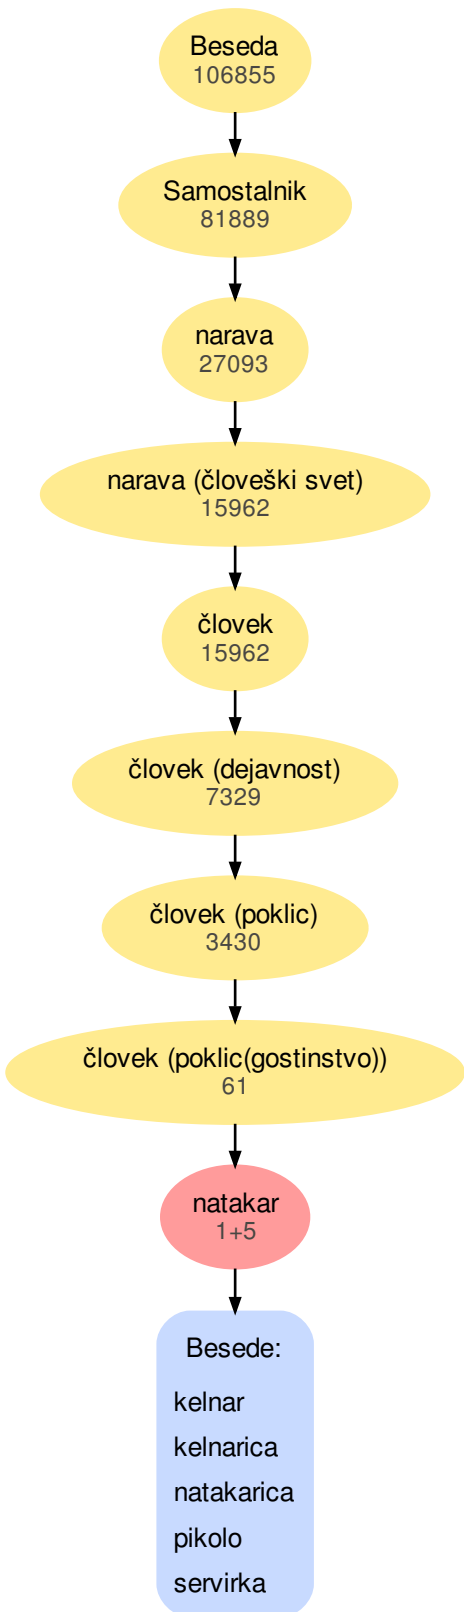 Beseda
106855
Samostalnik
81889
narava
27093
narava (človeški svet)
15962
človek
15962
človek (dejavnost)
7329
človek (poklic)
3430
človek (poklic(gostinstvo))
61
natakar
1+5
Besede:
kelnar
kelnarica
natakarica
pikolo
servirka